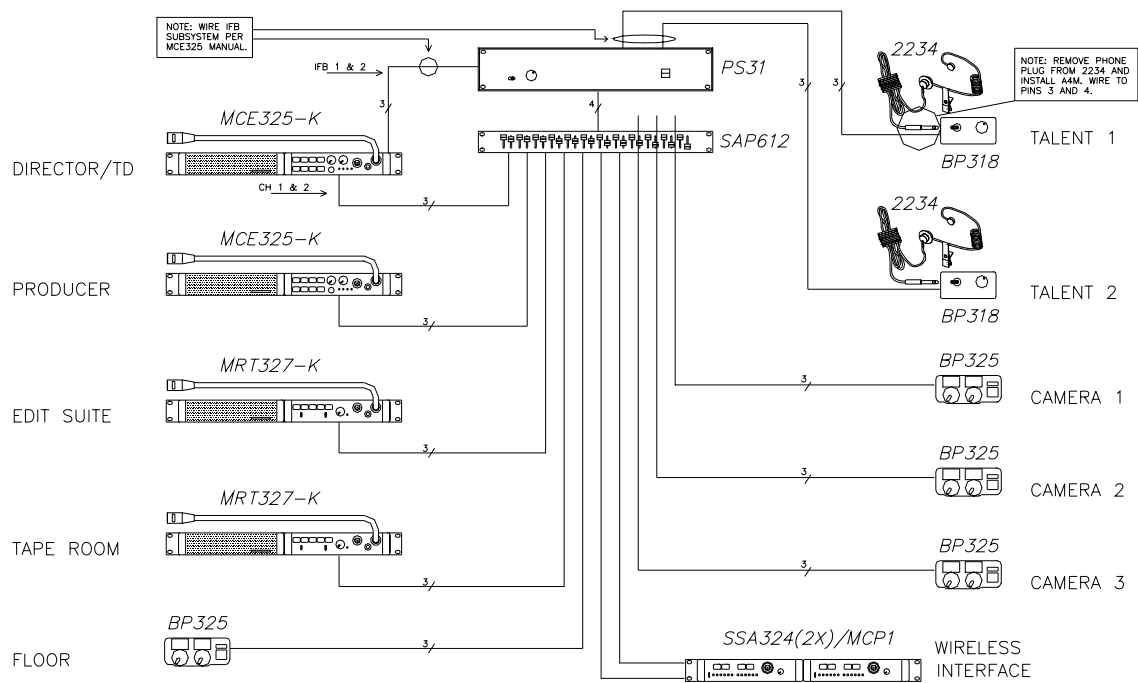 NOTE: WIRE IFB
SUBSYSTEM PER
MCE325 MANUAL.
IFB 1 & 2
PS31
3
4
3
3
2234
NOTE: REMOVE PHONE
PLUG FROM 2234 AND
INSTALL A4M. WIRE TO
PINS 3 AND 4.
MCE325-K
SAP612
TALENT 1
BP318
DIRECTOR/TD
CH 1 & 2
3
2234
MCE325-K
PRODUCER
TALENT 2
BP318
3
MRT327-K
BP325
3
CAMERA 1
EDIT SUITE
3
BP325
3
CAMERA 2
MRT327-K
TAPE ROOM
BP325
3
CAMERA 3
3
BP325
3
FLOOR
SSA324(2X)/MCP1
WIRELESS
INTERFACE